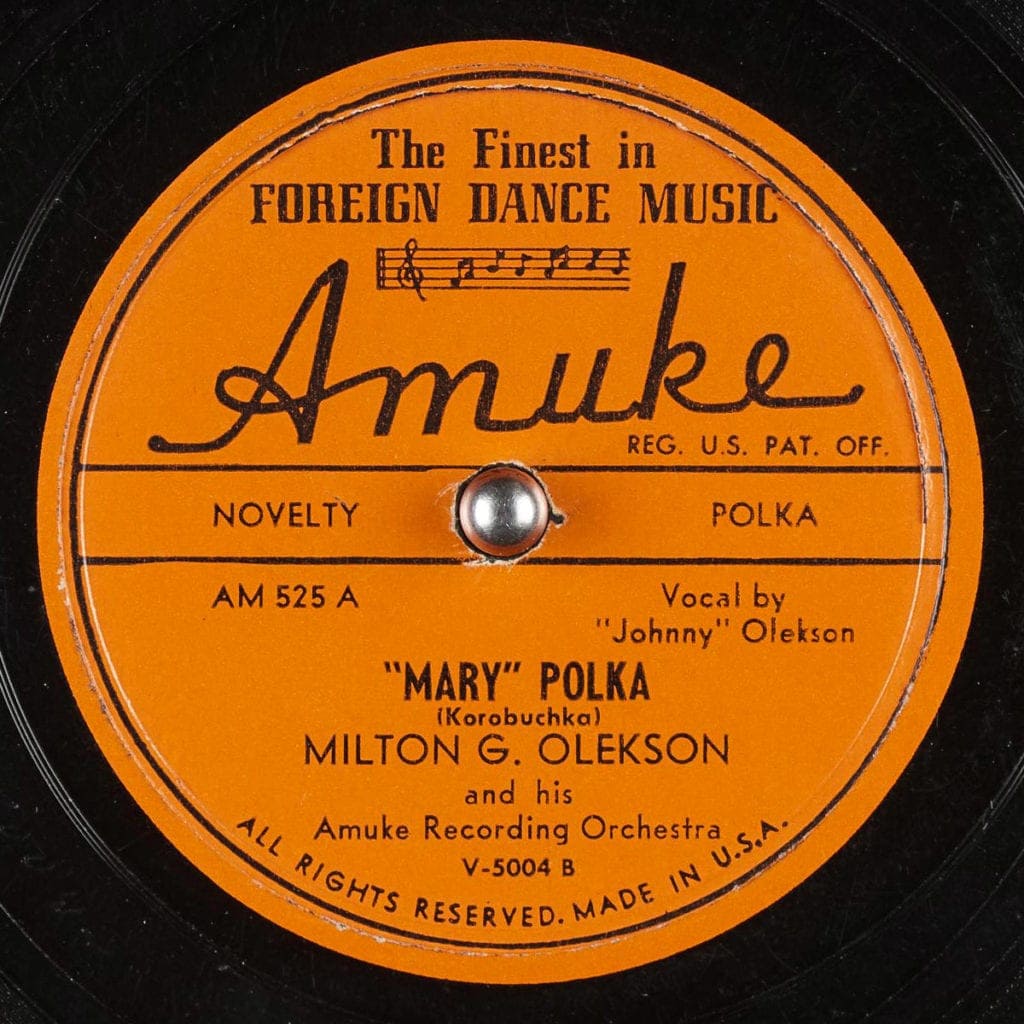 The Finest in
FOREIGN DANCE MUSIC
Amuke
REG. U.S. PAT. OFF.
NOVELTY POLKA
AM 525 A
Vocal by
"Johnny" Olekson
"MARY" POLKA
(Korobuchka)
MILTON G. OLEKSON
and his
Amuke Recording Orchestra
V-5004 B
ALL RIGHTS RESERVED. MADE IN U.S.A.